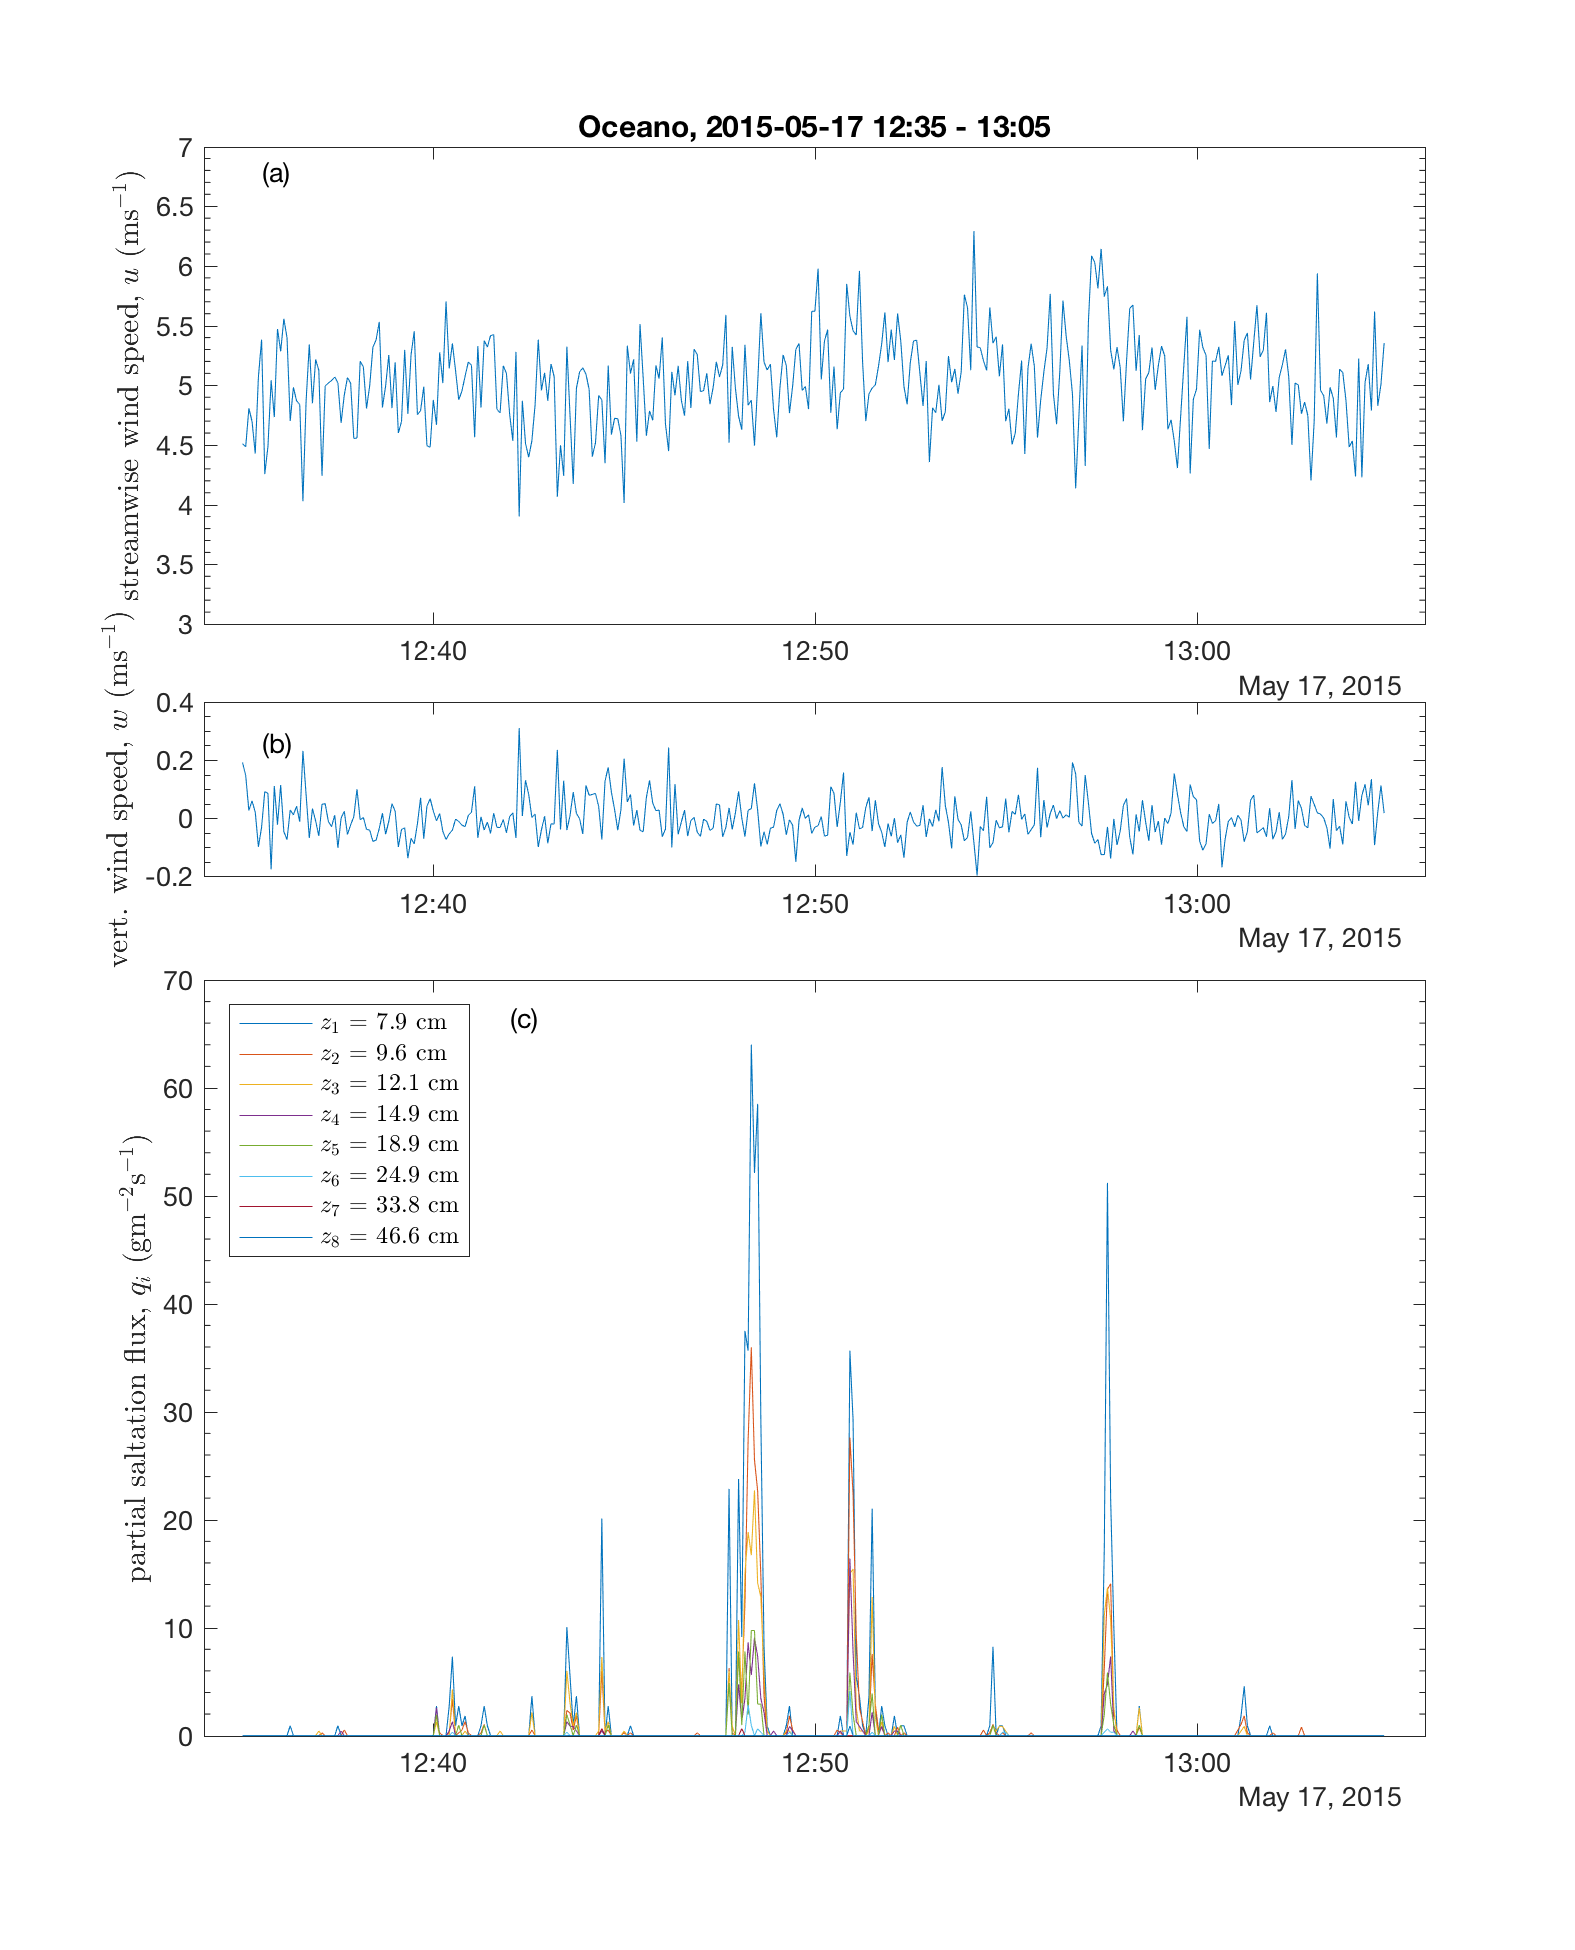 Oceano, 2015-05-17 12:35 - 13:05
(a)
streamwise wind speed, u (ms⁻¹)
7
6.5
6
5.5
5
4.5
4
3.5
3
12:40 12:50 13:00
May 17, 2015
(b)
vert. wind speed, w (ms⁻¹)
0.4
0.2
0
-0.2
12:40 12:50 13:00
May 17, 2015
(c)
partial saltation flux, qᵢ (gm⁻²s⁻¹)
70
60
50
40
30
20
10
0
z₁ = 7.9 cm
z₂ = 9.6 cm
z₃ = 12.1 cm
z₄ = 14.9 cm
z₅ = 18.9 cm
z₆ = 24.9 cm
z₇ = 33.8 cm
z₈ = 46.6 cm
12:40 12:50 13:00
May 17, 2015